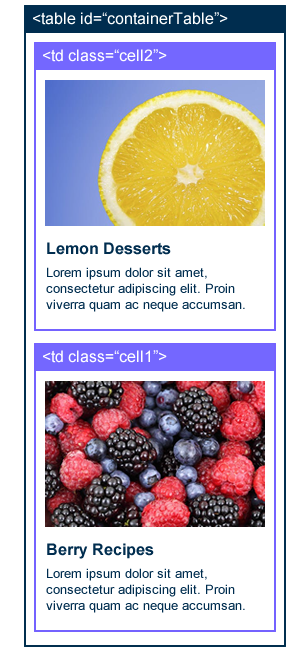 <table id=“containerTable”>
<td class=“cell2”>
Lemon Desserts
Lorem ipsum dolor sit amet,
consectetur adipiscing elit. Proin
viverra quam ac neque accumsan.
<td class=“cell1”>
Berry Recipes
Lorem ipsum dolor sit amet,
consectetur adipiscing elit. Proin
viverra quam ac neque accumsan.